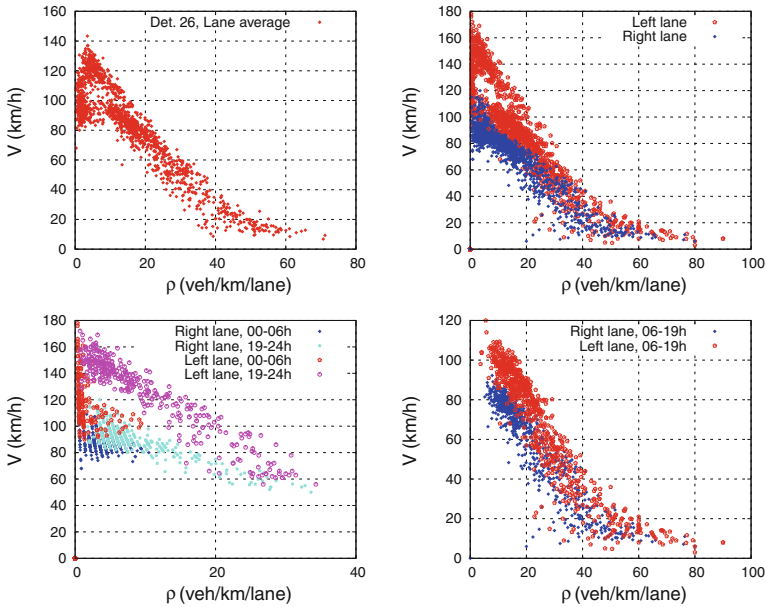 Det. 26, Lane average
V (km/h)
160
140
120
100
80
60
40
20
0
0 20 40 60 80
ρ (veh/km/lane)
Left lane
Right lane
V (km/h)
180
160
140
120
100
80
60
40
20
0
0 20 40 60 80 100
ρ (veh/km/lane)
Right lane, 00-06h
Right lane, 19-24h
Left lane, 00-06h
Left lane, 19-24h
V (km/h)
180
160
140
120
100
80
60
40
20
0
0 20 40
ρ (veh/km/lane)
Right lane, 06-19h
Left lane, 06-19h
V (km/h)
120
100
80
60
40
20
0
0 20 40 60 80 100
ρ (veh/km/lane)